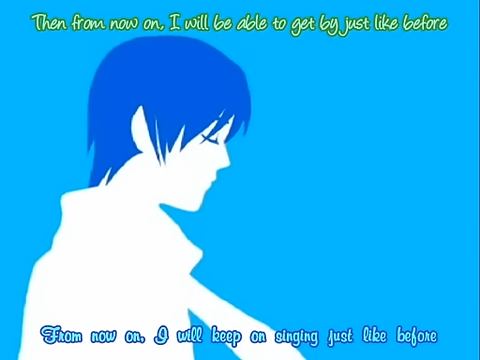 Then from now on, I will be able to get by just like before
From now on, I will keep on singing just like before